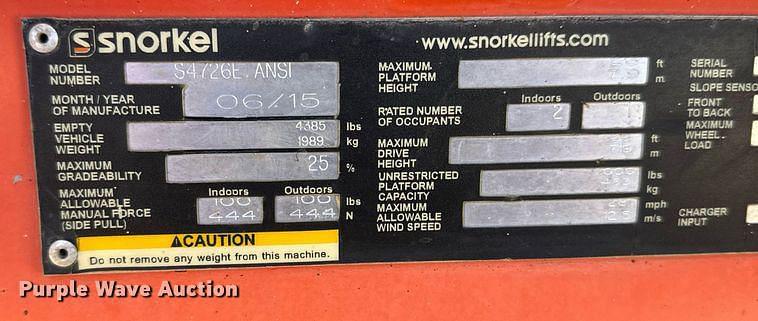 snorkel
www.snorkellifts.com
MODEL NUMBER S4726E ANSI
MONTH / YEAR OF MANUFACTURE 06/15
EMPTY VEHICLE WEIGHT 4385 lbs 1989 kg
MAXIMUM GRADEABILITY 25 %
Indoors Outdoors
MAXIMUM ALLOWABLE MANUAL FORCE (SIDE PULL) 100 100 lbs 444 444 N
⚠CAUTION
Do not remove any weight from this machine.
MAXIMUM PLATFORM HEIGHT ft m
Indoors Outdoors
RATED NUMBER OF OCCUPANTS 2
MAXIMUM DRIVE HEIGHT ft m
UNRESTRICTED PLATFORM CAPACITY lbs kg
MAXIMUM ALLOWABLE WIND SPEED mph m/s
SERIAL NUMBER
SLOPE SENSO
FRONT TO BACK
MAXIMUM WHEEL LOAD
CHARGER INPUT
Purple Wave Auction